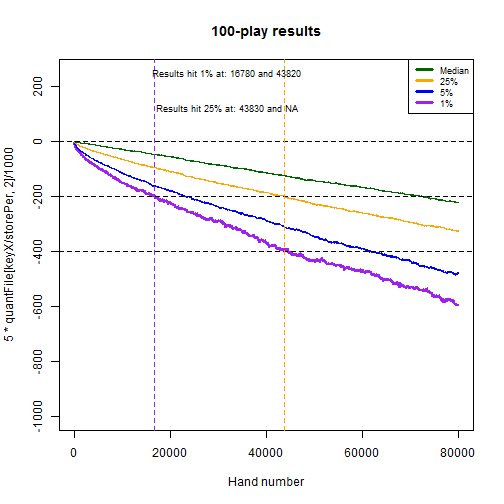 100-play results
Results hit 1% at: 16780 and 43820
Results hit 25% at: 43830 and NA
Median
25%
5%
1%
200
0
-200
-400
-600
-800
-1000
5 * quantFile[keyX/storePer, 2]/1000
0
20000
40000
60000
80000
Hand number